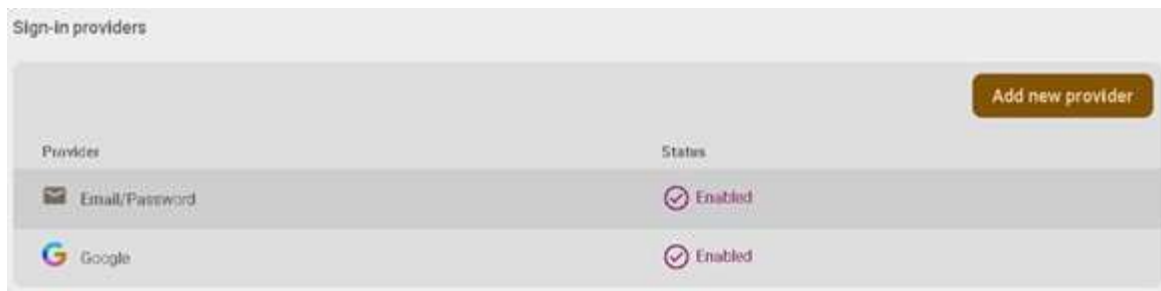 Sign-in providers
Add new provider
Provider Status
Email/Password Enabled
Google Enabled